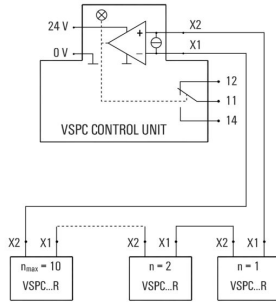 X2
24 V
+
X1
0 V
−
12
11
VSPC CONTROL UNIT
14
X2 X1 X2 X1 X2 X1
nmax = 10 n = 2 n = 1
VSPC...R VSPC...R VSPC...R